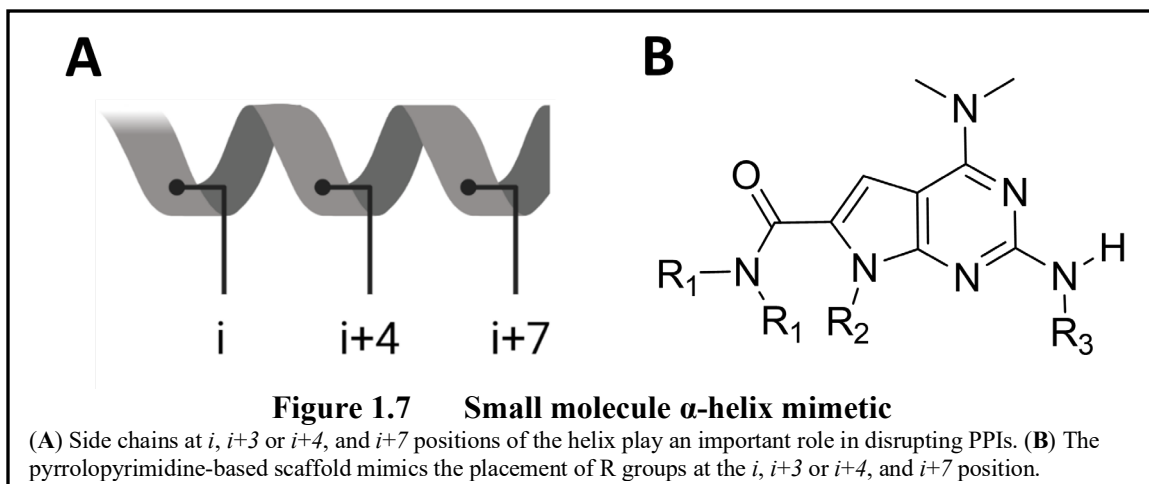 A
i
i+4
i+7
B
N
O
N
N
N
N
H
R1
R1
R2
R3
Figure 1.7 Small molecule α-helix mimetic
(A) Side chains at i, i+3 or i+4, and i+7 positions of the helix play an important role in disrupting PPIs. (B) The
pyrrolopyrimidine-based scaffold mimics the placement of R groups at the i, i+3 or i+4, and i+7 position.